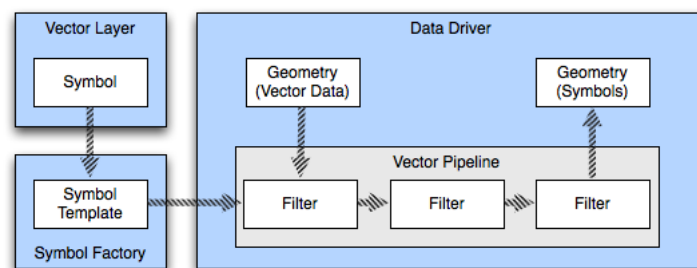 Vector Layer
Symbol
Symbol
Template
Symbol Factory
Data Driver
Geometry
(Vector Data)
Geometry
(Symbols)
Vector Pipeline
Filter
Filter
Filter